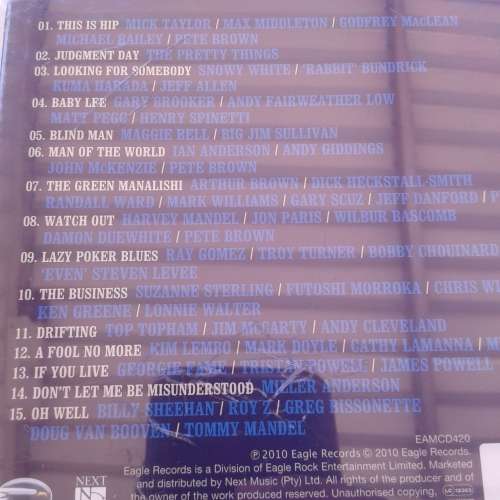 01. THIS IS HIP MICK TAYLOR / MAX MIDDLETON / GODFREY MACLEAN
MICHAEL BAILEY / PETE BROWN
02. JUDGMENT DAY THE PRETTY THINGS
03. LOOKING FOR SOMEBODY SNOWY WHITE / 'RABBIT' BUNDRICK
KUMA HARADA / JEFF ALLEN
04. BABY LFE GARY BROOKER / ANDY FAIRWEATHER LOW
MATT PEGG / HENRY SPINETTI
05. BLIND MAN MAGGIE BELL / BIG JIM SULLIVAN
06. MAN OF THE WORLD IAN ANDERSON / ANDY GIDDINGS
JOHN McKENZIE / PETE BROWN
07. THE GREEN MANALISHI ARTHUR BROWN / DICK HECKSTALL-SMITH
RANDALL WARD / MARK WILLIAMS / GARY SCUZ / JEFF DANFORD /
08. WATCH OUT HARVEY MANDEL / JON PARIS / WILBUR BASCOMB
DAMON DUEWHITE / PETE BROWN
09. LAZY POKER BLUES RAY GOMEZ / TROY TURNER / BOBBY CHOUINARD
'EVEN' STEVEN LEVEE
10. THE BUSINESS SUZANNE STERLING / FUTOSHI MORROKA / CHRIS W
KEN GREENE / LONNIE WALTER
11. DRIFTING TOP TOPHAM / JIM McCARTY / ANDY CLEVELAND
12. A FOOL NO MORE KIM LEMBO / MARK DOYLE / CATHY LAMANNA / M
13. IF YOU LIVE GEORGIE FAME / TRISTAN POWELL / JAMES POWELL
14. DON'T LET ME BE MISUNDERSTOOD MILLER ANDERSON
15. OH WELL BILLY SHEEHAN / ROY Z / GREG BISSONETTE
DOUG VAN BOOVEN / TOMMY MANDEL
EAMCD420
℗ 2010 Eagle Records © 2010 Eagle Records
Eagle Records is a Division of Eagle Rock Entertainment Limited. Marketed
and distributed by Next Music (Pty) Ltd. All rights of the producer and of
the owner of the work produced reserved. Unauthorised copying,
NEXT